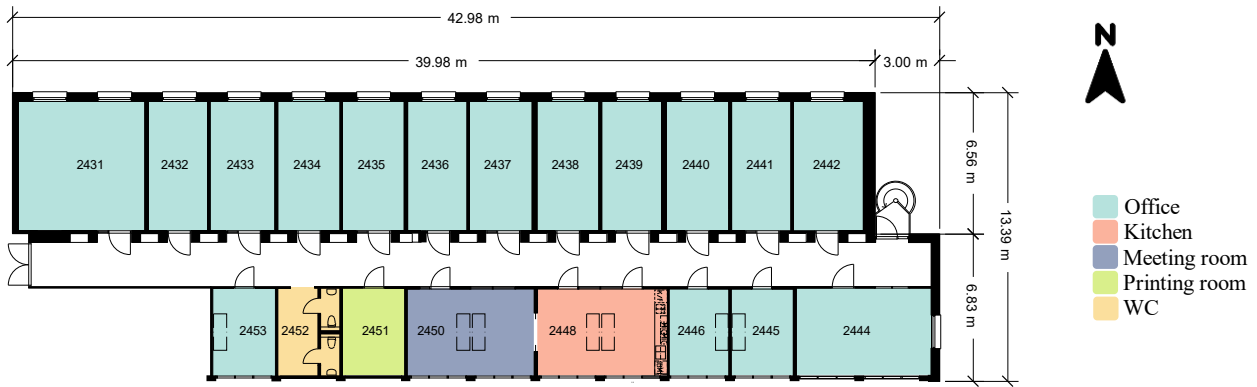 42.98 m
N
39.98 m
3.00 m
2431
2432
2433
2434
2435
2436
2437
2438
2439
2440
2441
2442
6.56 m
13.39 m
6.83 m
Office
Kitchen
Meeting room
Printing room
WC
2453
2452
2451
2450
2448
2446
2445
2444